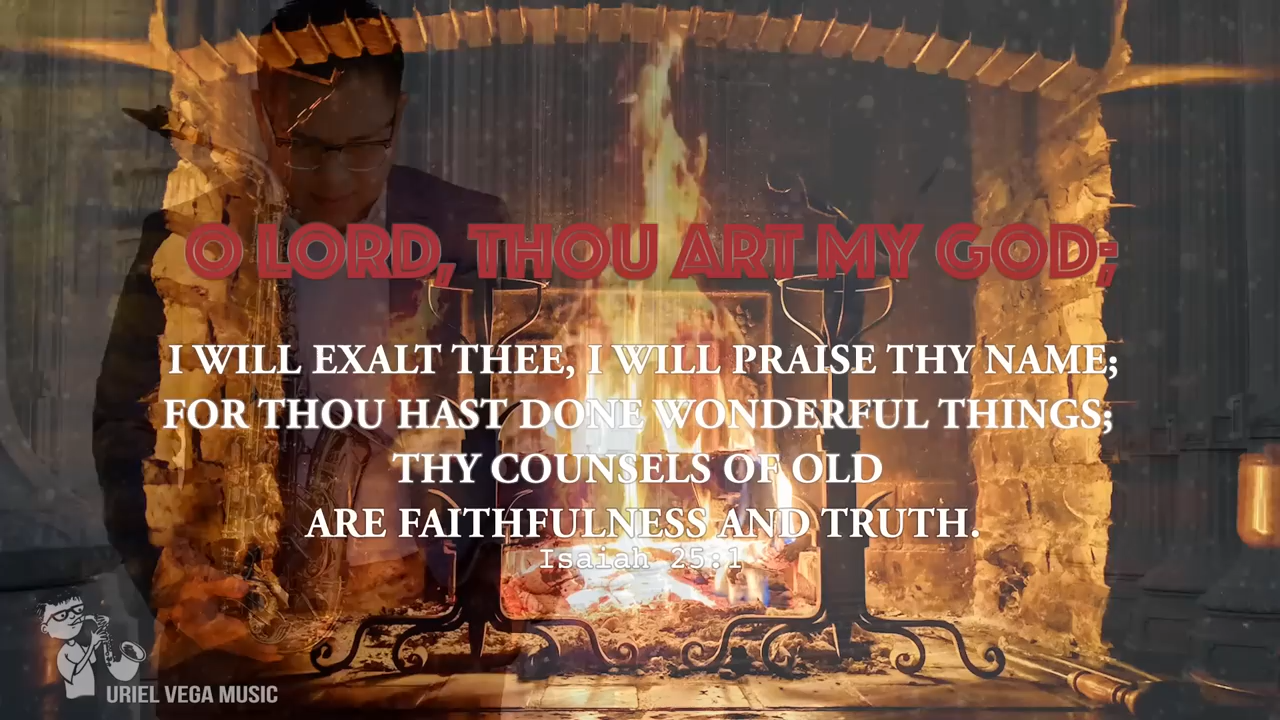 O LORD, THOU ART MY GOD;
I WILL EXALT THEE, I WILL PRAISE THY NAME;
FOR THOU HAST DONE WONDERFUL THINGS;
THY COUNSELS OF OLD
ARE FAITHFULNESS AND TRUTH.
Isaiah 25:1
URIEL VEGA MUSIC